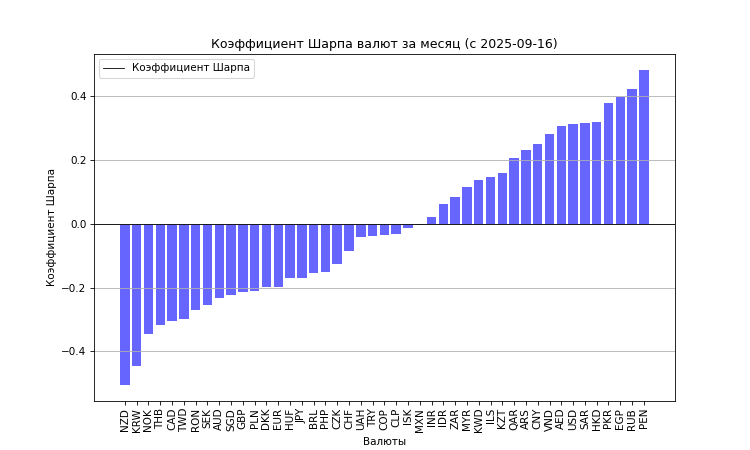 Коэффициент Шарпа валют за месяц (с 2025-09-16)
Коэффициент Шарпа
Коэффициент Шарпа
0.4
0.2
0.0
−0.2
−0.4
NZD KRW NOK THB CAD TWD RON SEK AUD SGD GBP PLN DKK EUR HUF JPY BRL PHP CZK CHF UAH TRY COP CLP ISK MXN INR IDR ZAR MYR KWD ILS KZT QAR ARS CNY VND AED USD SAR HKD PKR EGP RUB PEN
Валюты